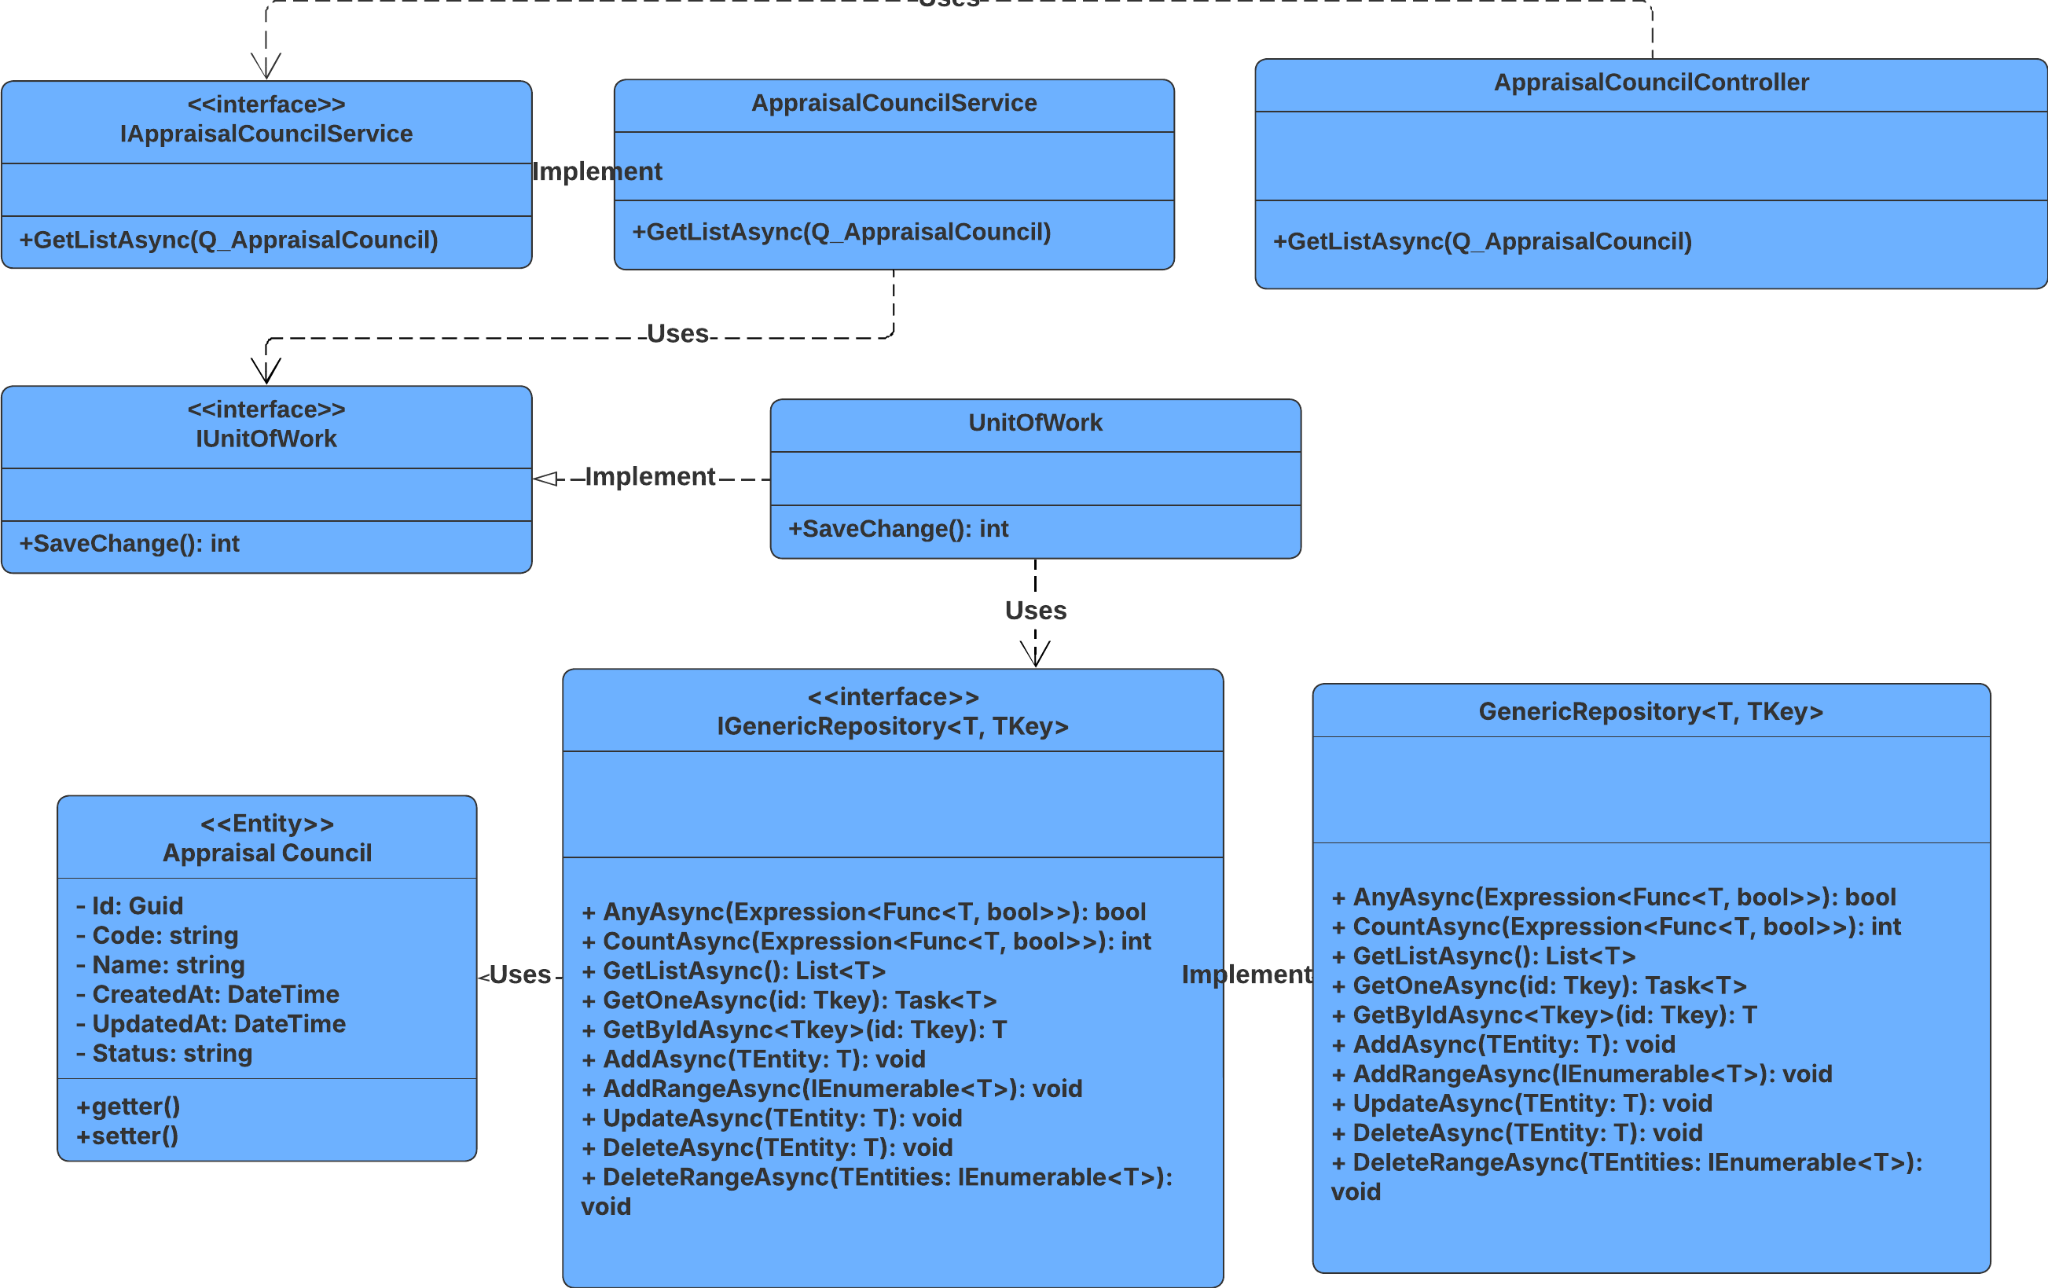 Uses
<<interface>>
IAppraisalCouncilService
+GetListAsync(Q_AppraisalCouncil)
Implement
AppraisalCouncilService
+GetListAsync(Q_AppraisalCouncil)
AppraisalCouncilController
+GetListAsync(Q_AppraisalCouncil)
Uses
<<interface>>
IUnitOfWork
+SaveChange(): int
Implement
UnitOfWork
+SaveChange(): int
Uses
<<Entity>>
Appraisal Council
- Id: Guid
- Code: string
- Name: string
- CreatedAt: DateTime
- UpdatedAt: DateTime
- Status: string
+getter()
+setter()
Uses
<<interface>>
IGenericRepository<T, TKey>
+ AnyAsync(Expression<Func<T, bool>>): bool
+ CountAsync(Expression<Func<T, bool>>): int
+ GetListAsync(): List<T>
+ GetOneAsync(id: Tkey): Task<T>
+ GetByIdAsync<Tkey>(id: Tkey): T
+ AddAsync(TEntity: T): void
+ AddRangeAsync(IEnumerable<T>): void
+ UpdateAsync(TEntity: T): void
+ DeleteAsync(TEntity: T): void
+ DeleteRangeAsync(TEntities: IEnumerable<T>):
void
Implement
GenericRepository<T, TKey>
+ AnyAsync(Expression<Func<T, bool>>): bool
+ CountAsync(Expression<Func<T, bool>>): int
+ GetListAsync(): List<T>
+ GetOneAsync(id: Tkey): Task<T>
+ GetByIdAsync<Tkey>(id: Tkey): T
+ AddAsync(TEntity: T): void
+ AddRangeAsync(IEnumerable<T>): void
+ UpdateAsync(TEntity: T): void
+ DeleteAsync(TEntity: T): void
+ DeleteRangeAsync(TEntities: IEnumerable<T>):
void